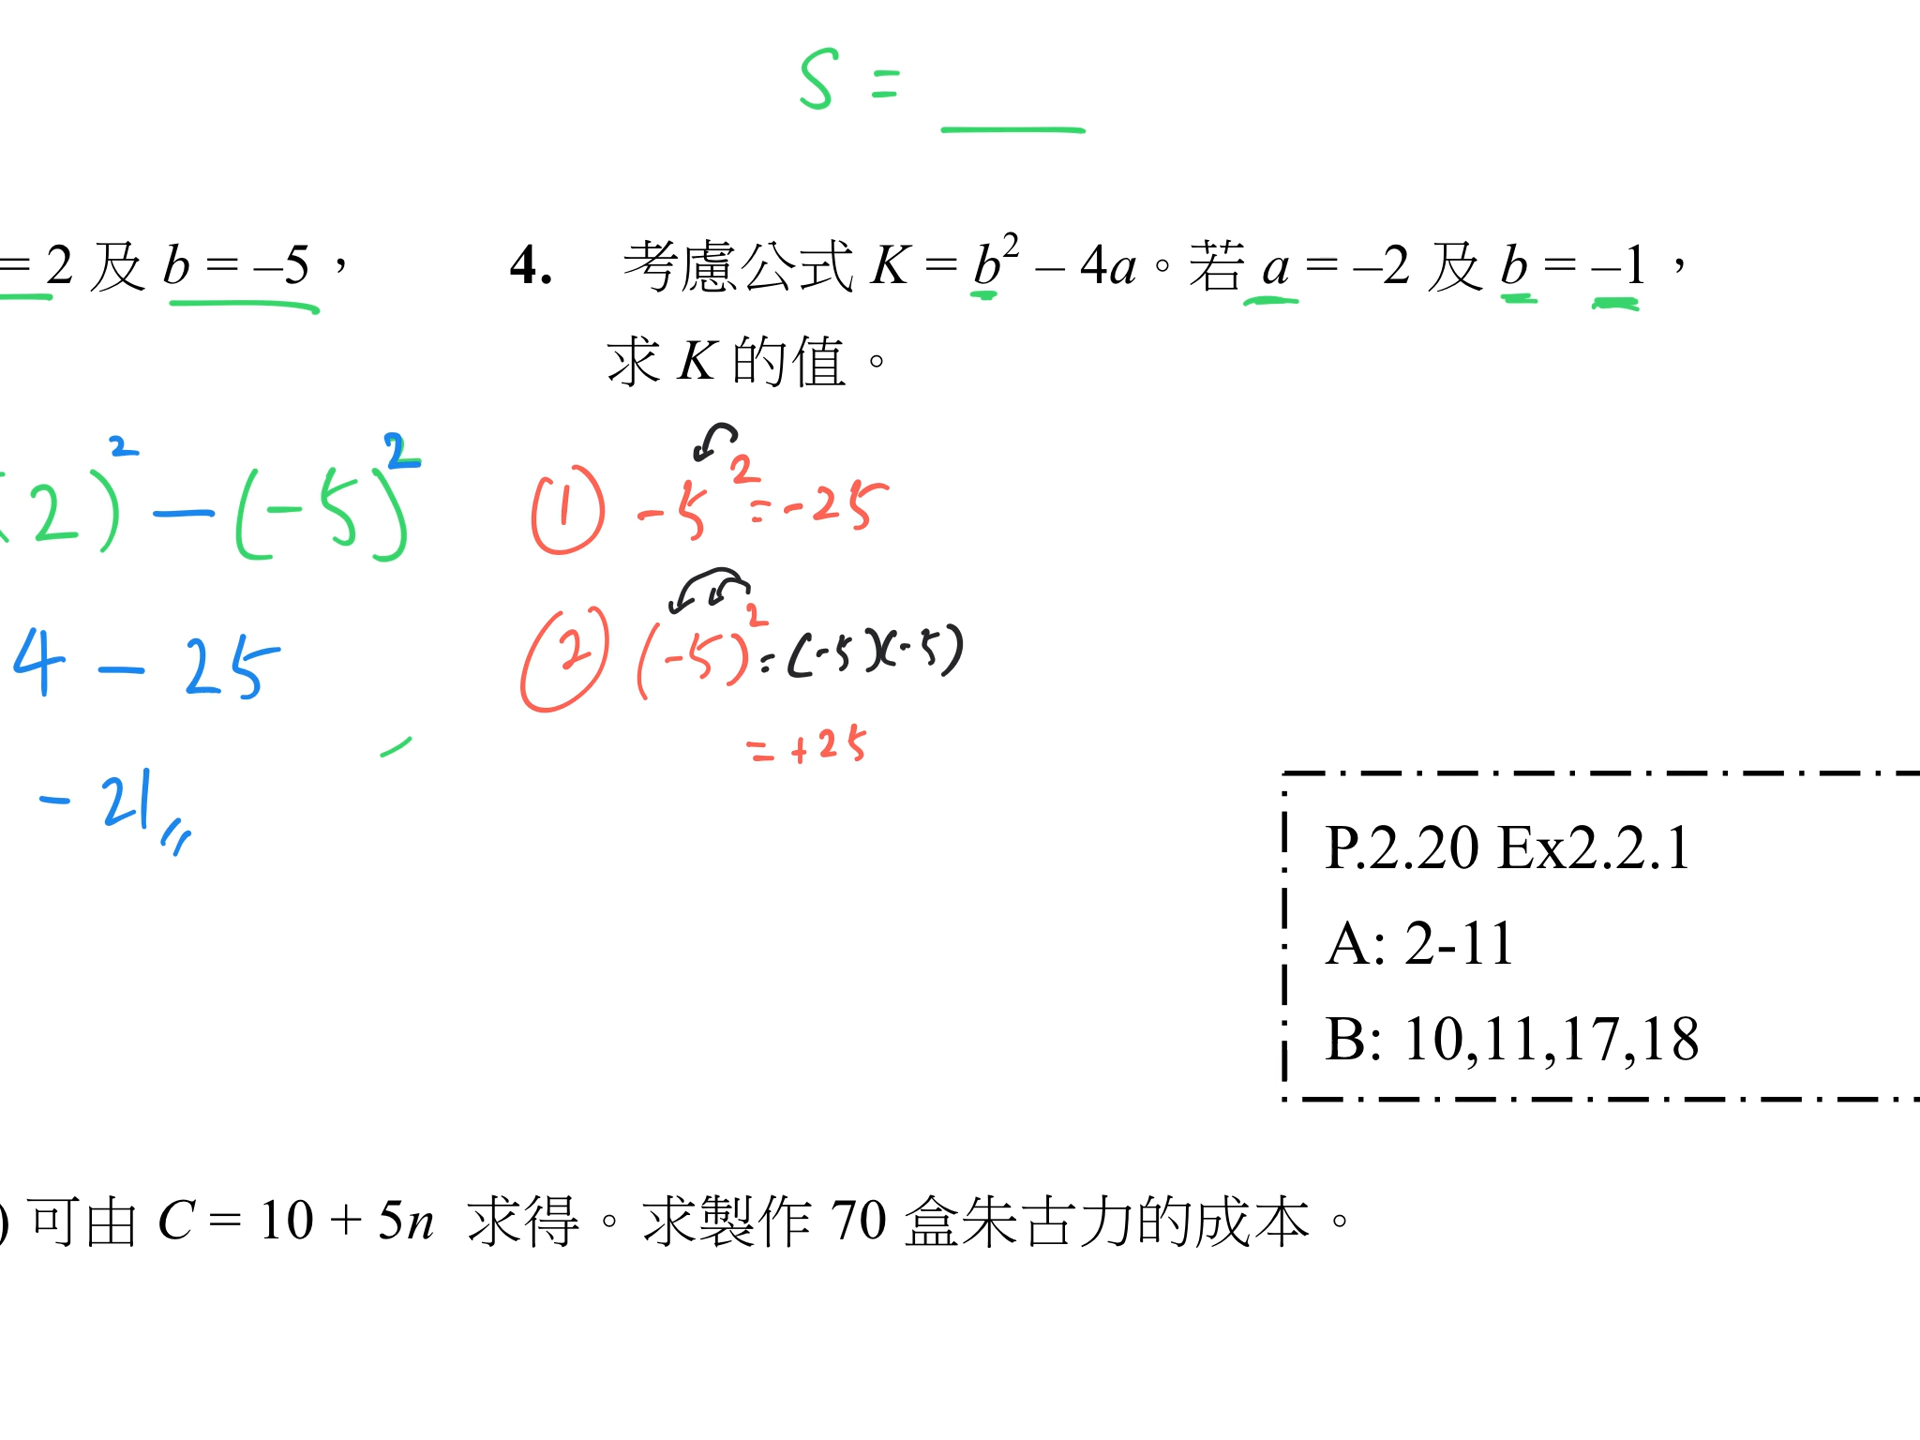 S = ____
= 2 及 b = –5，
4. 考慮公式 K = b² – 4a。若 a = –2 及 b = –1，
求 K 的值。
2)² – (-5)²
4 – 25
- 21
① -5² = -25
② (-5)² = (-5)(-5)
= +25
P.2.20 Ex2.2.1
A: 2-11
B: 10,11,17,18
) 可由 C = 10 + 5n 求得。求製作 70 盒朱古力的成本。